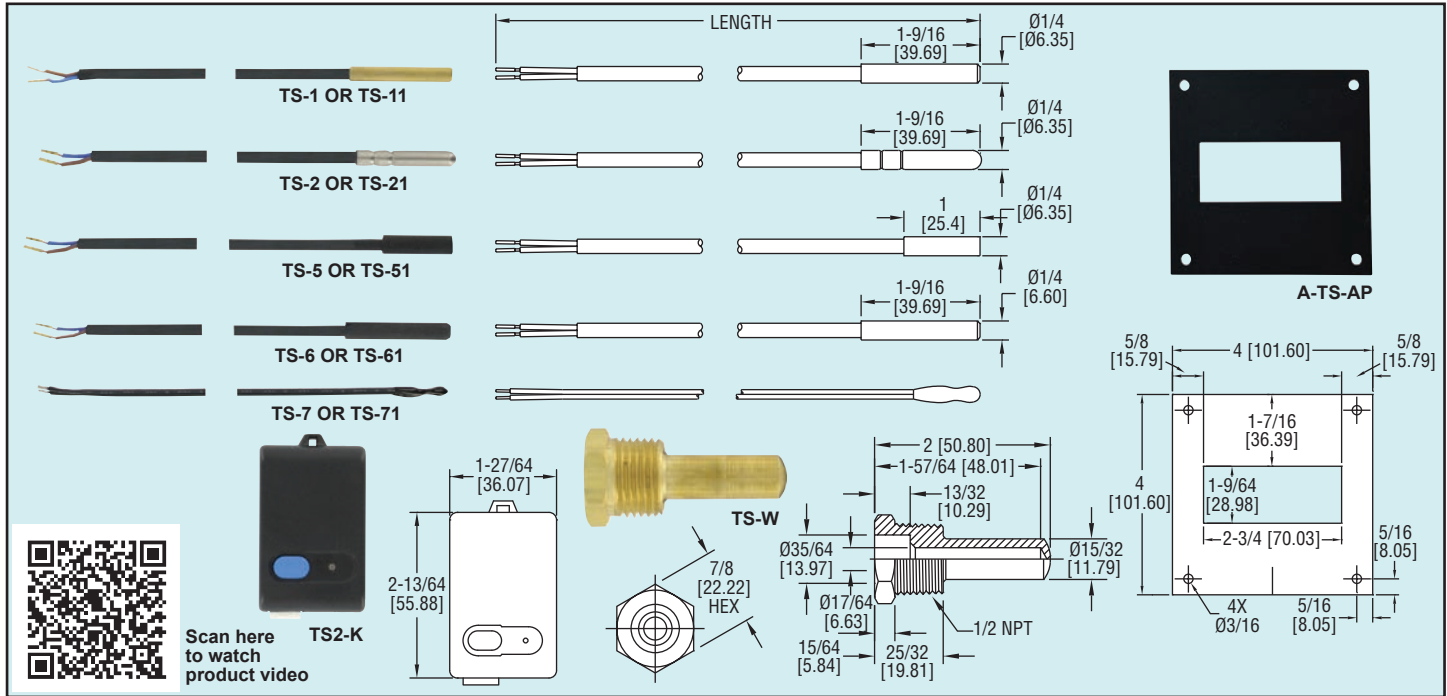 LENGTH
1-9/16
[39.69]
Ø1/4
[Ø6.35]
TS-1 OR TS-11
1-9/16
[39.69]
Ø1/4
[Ø6.35]
TS-2 OR TS-21
1
[25.4]
Ø1/4
[Ø6.35]
TS-5 OR TS-51
1-9/16
[39.69]
Ø1/4
[6.60]
TS-6 OR TS-61
TS-7 OR TS-71
A-TS-AP
5/8
[15.79]
4 [101.60]
5/8
[15.79]
1-7/16
[36.39]
4
[101.60]
1-9/64
[28.98]
2-3/4 [70.03]
5/16
[8.05]
4X
Ø3/16
5/16
[8.05]
Scan here
to watch
product video
TS2-K
1-27/64
[36.07]
2-13/64
[55.88]
TS-W
7/8
[22.22]
HEX
2 [50.80]
1-57/64 [48.01]
13/32
[10.29]
Ø35/64
[13.97]
Ø17/64
[6.63]
15/64
[5.84]
25/32
[19.81]
1/2 NPT
Ø15/32
[11.79]